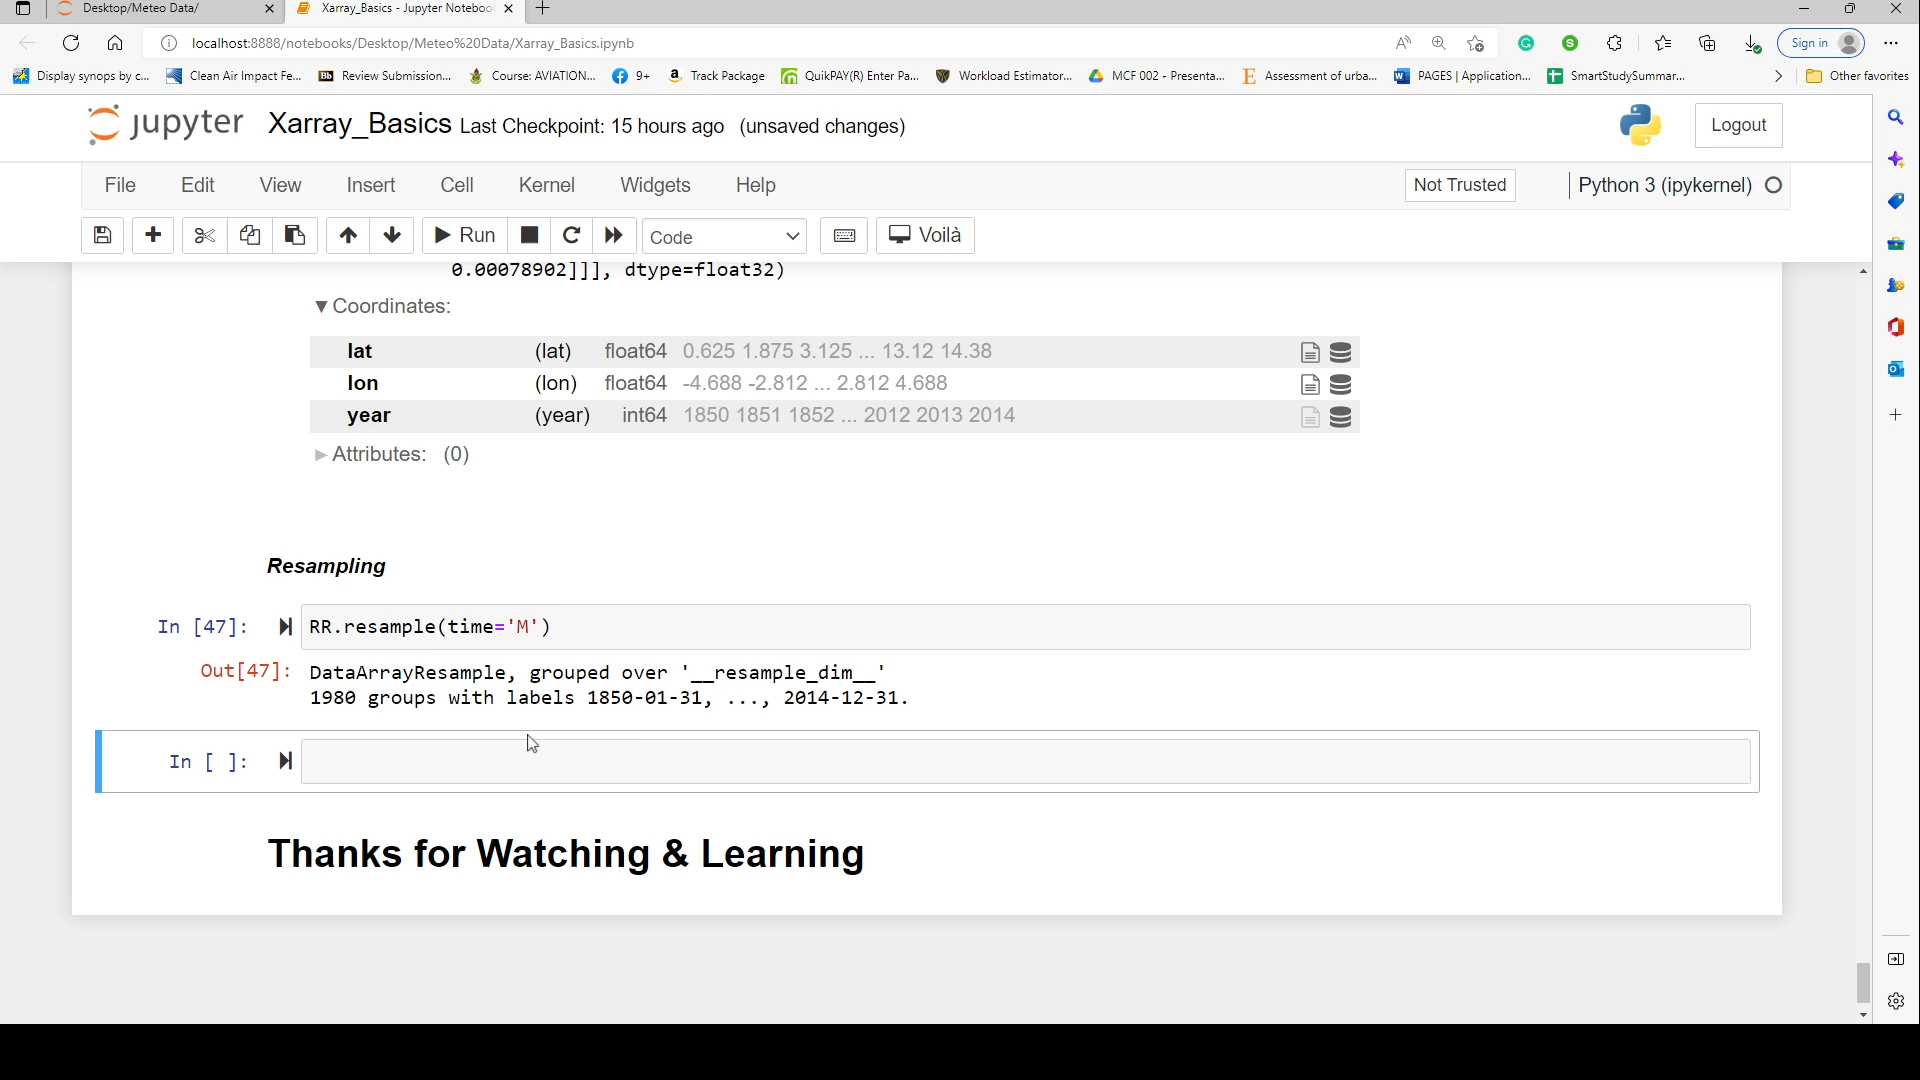 Desktop/Meteo Data/
Xarray_Basics - Jupyter Noteboo
localhost:8888/notebooks/Desktop/Meteo%20Data/Xarray_Basics.ipynb
Sign in
Display synops by c... Clean Air Impact Fe... Bb Review Submission... Course: AVIATION... 9+ Track Package QuikPAY(R) Enter Pa... Workload Estimator... MCF 002 - Presenta... Assessment of urba... PAGES | Application... SmartStudySummar... Other favorites
jupyter Xarray_Basics Last Checkpoint: 15 hours ago (unsaved changes) Logout
File Edit View Insert Cell Kernel Widgets Help Not Trusted Python 3 (ipykernel)
Run Code Voilà
0.00078902]]], dtype=float32)
▼Coordinates:
lat (lat) float64 0.625 1.875 3.125 ... 13.12 14.38
lon (lon) float64 -4.688 -2.812 ... 2.812 4.688
year (year) int64 1850 1851 1852 ... 2012 2013 2014
►Attributes: (0)
Resampling
In [47]: RR.resample(time='M')
Out[47]: DataArrayResample, grouped over '__resample_dim__'
1980 groups with labels 1850-01-31, ..., 2014-12-31.
In [ ]:
Thanks for Watching & Learning